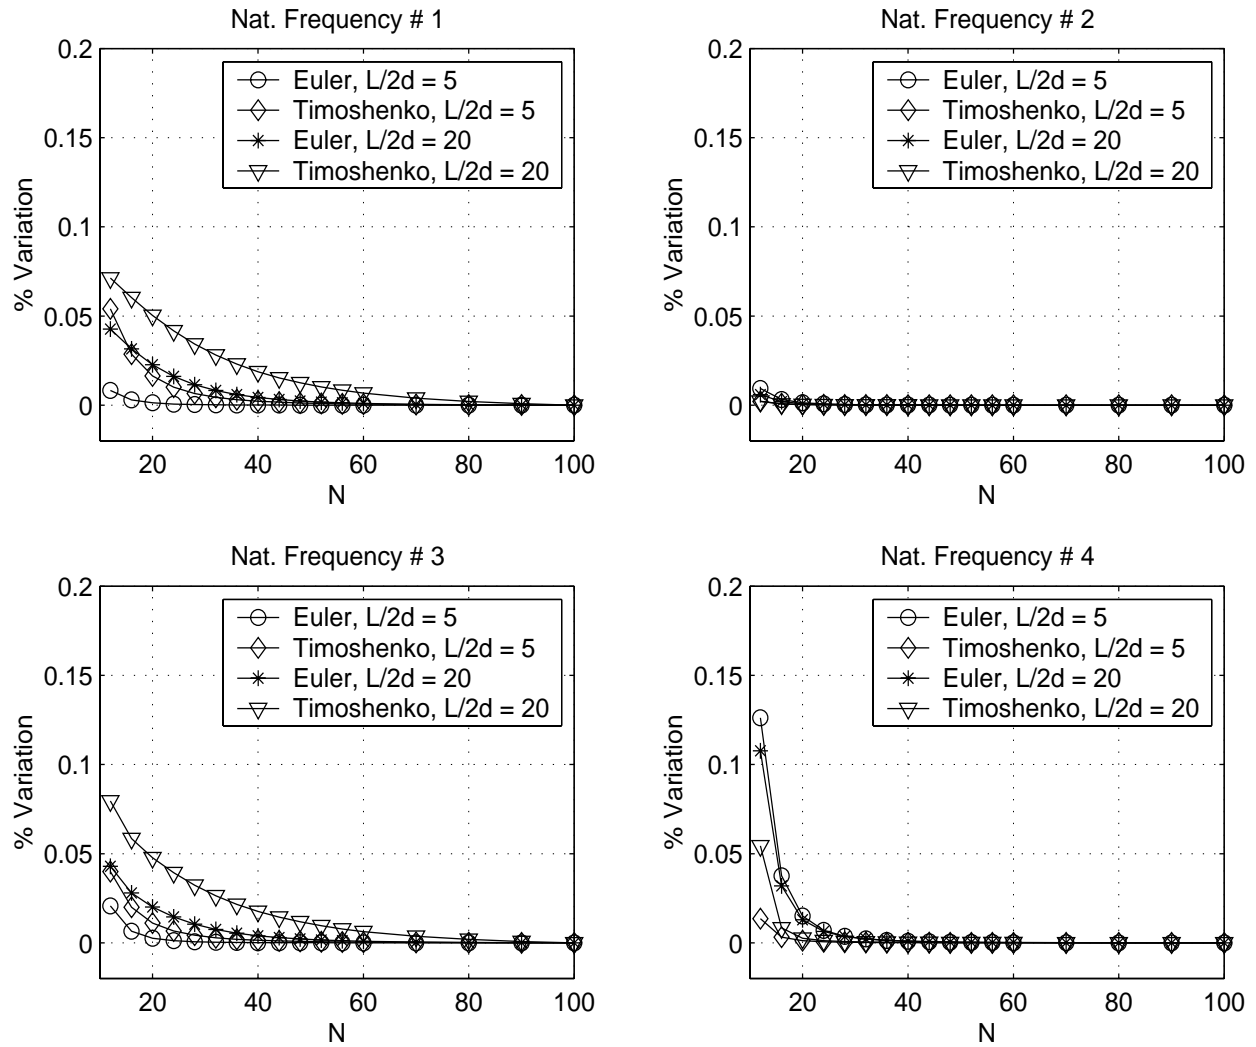 Nat. Frequency # 1
0.2
0.15
0.1
0.05
0
% Variation
Euler, L/2d = 5
Timoshenko, L/2d = 5
Euler, L/2d = 20
Timoshenko, L/2d = 20
20 40 60 80 100
N
Nat. Frequency # 2
0.2
0.15
0.1
0.05
0
% Variation
Euler, L/2d = 5
Timoshenko, L/2d = 5
Euler, L/2d = 20
Timoshenko, L/2d = 20
20 40 60 80 100
N
Nat. Frequency # 3
0.2
0.15
0.1
0.05
0
% Variation
Euler, L/2d = 5
Timoshenko, L/2d = 5
Euler, L/2d = 20
Timoshenko, L/2d = 20
20 40 60 80 100
N
Nat. Frequency # 4
0.2
0.15
0.1
0.05
0
% Variation
Euler, L/2d = 5
Timoshenko, L/2d = 5
Euler, L/2d = 20
Timoshenko, L/2d = 20
20 40 60 80 100
N